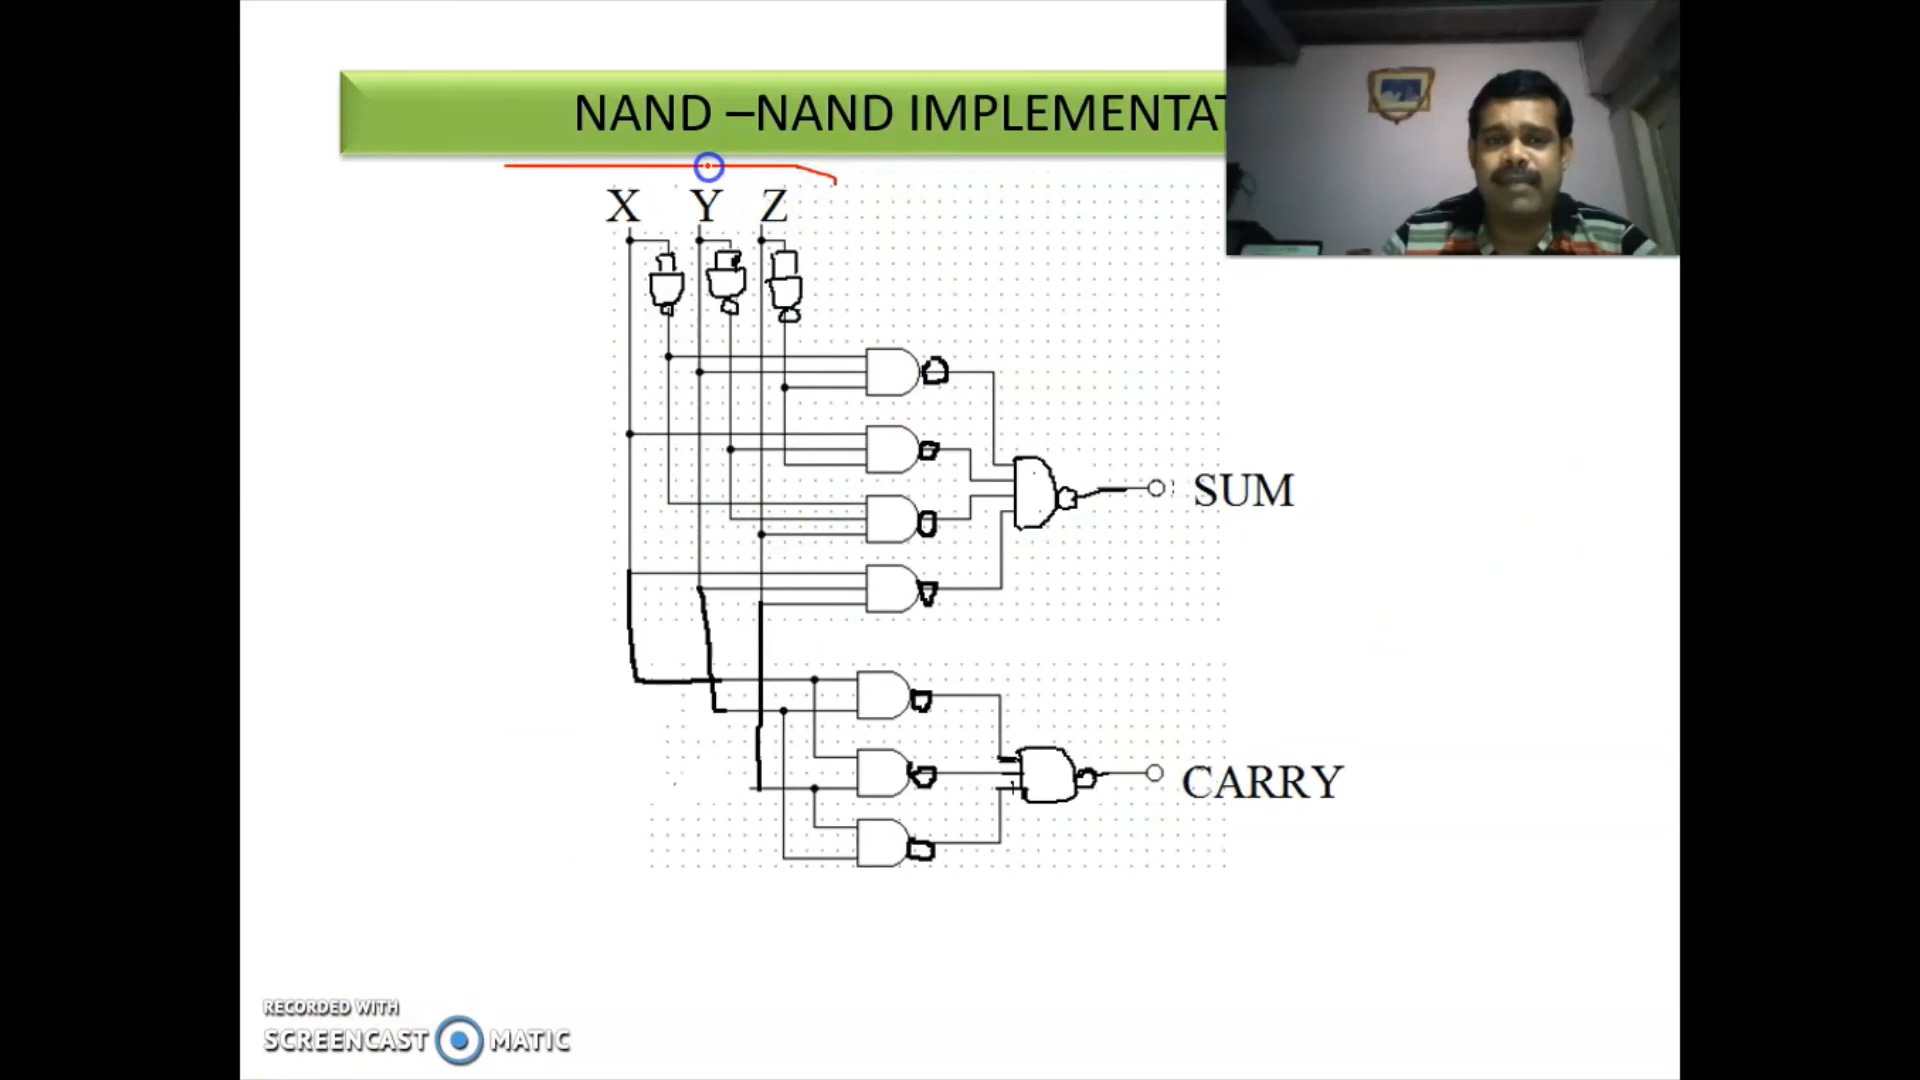 NAND –NAND IMPLEMENTAT
X Y Z
SUM
CARRY
RECORDED WITH
SCREENCAST MATIC